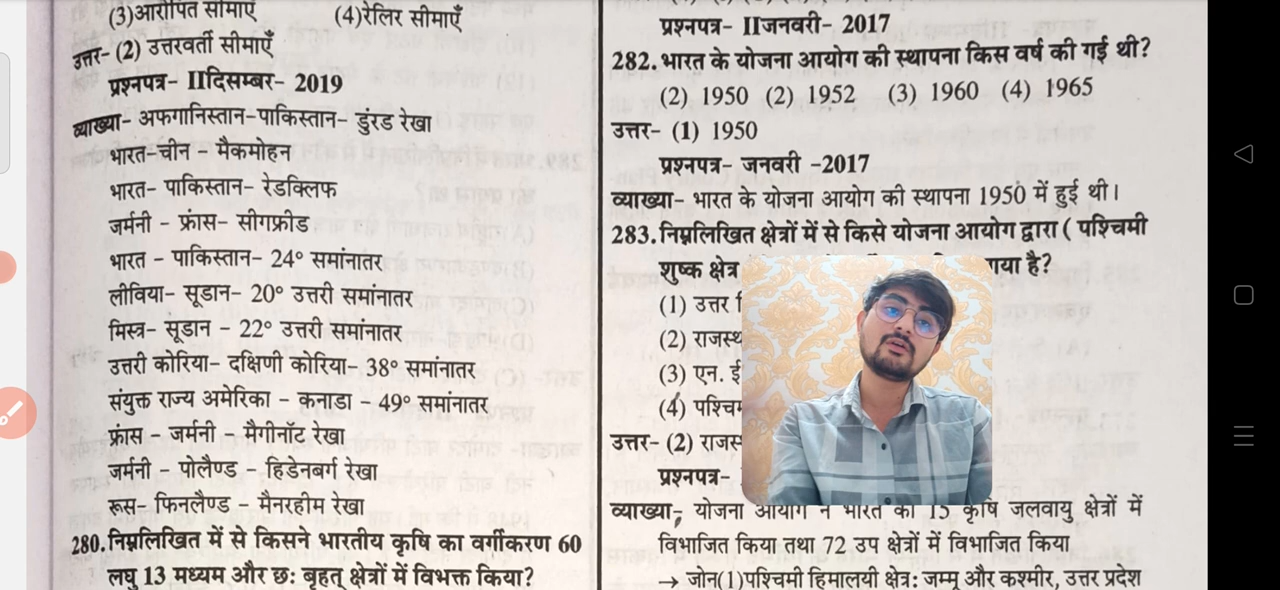 (3)आरोपित सीमाएँ (4)रेलिर सीमाएँ
उत्तर- (2) उत्तरवर्ती सीमाएँ
प्रश्नपत्र- IIदिसम्बर- 2019
व्याख्या- अफगानिस्तान-पाकिस्तान- डुंरड रेखा
भारत-चीन - मैकमोहन
भारत- पाकिस्तान- रेडक्लिफ
जर्मनी - फ्रांस- सीगफ्रीड
भारत - पाकिस्तान- 24° समांनातर
लीविया- सूडान - 20° उत्तरी समांनातर
मिस्त्र- सूडान - 22° उत्तरी समांनातर
उत्तरी कोरिया- दक्षिणी कोरिया- 38° समांनातर
संयुक्त राज्य अमेरिका - कनाडा - 49° समांनातर
फ्रांस - जर्मनी - मैगीनॉट रेखा
जर्मनी - पोलैण्ड - हिडेनबर्ग रेखा
रूस- फिनलैण्ड - मैनरहीम रेखा
280. निम्नलिखित में से किसने भारतीय कृषि का वर्गीकरण 60
लघु 13 मध्यम और छः बृहत् क्षेत्रों में विभक्त किया?
प्रश्नपत्र- IIजनवरी- 2017
282. भारत के योजना आयोग की स्थापना किस वर्ष की गई थी?
(2) 1950 (2) 1952 (3) 1960 (4) 1965
उत्तर- (1) 1950
प्रश्नपत्र- जनवरी -2017
व्याख्या- भारत के योजना आयोग की स्थापना 1950 में हुई थी।
283. निम्नलिखित क्षेत्रों में से किसे योजना आयोग द्वारा ( पश्चिमी
शुष्क क्षेत्र गया है?
(1) उत्तर
(2) राजस्
(3) एन. ई
(4) पश्चिम
उत्तर- (2) राजस्
प्रश्नपत्र-
व्याख्या- योजना आयोग ने भारत को 15 कृषि जलवायु क्षेत्रों में
विभाजित किया तथा 72 उप क्षेत्रों में विभाजित किया
→ जोन(1)पश्चिमी हिमालयी क्षेत्र: जम्मू और कश्मीर, उत्तर प्रदेश